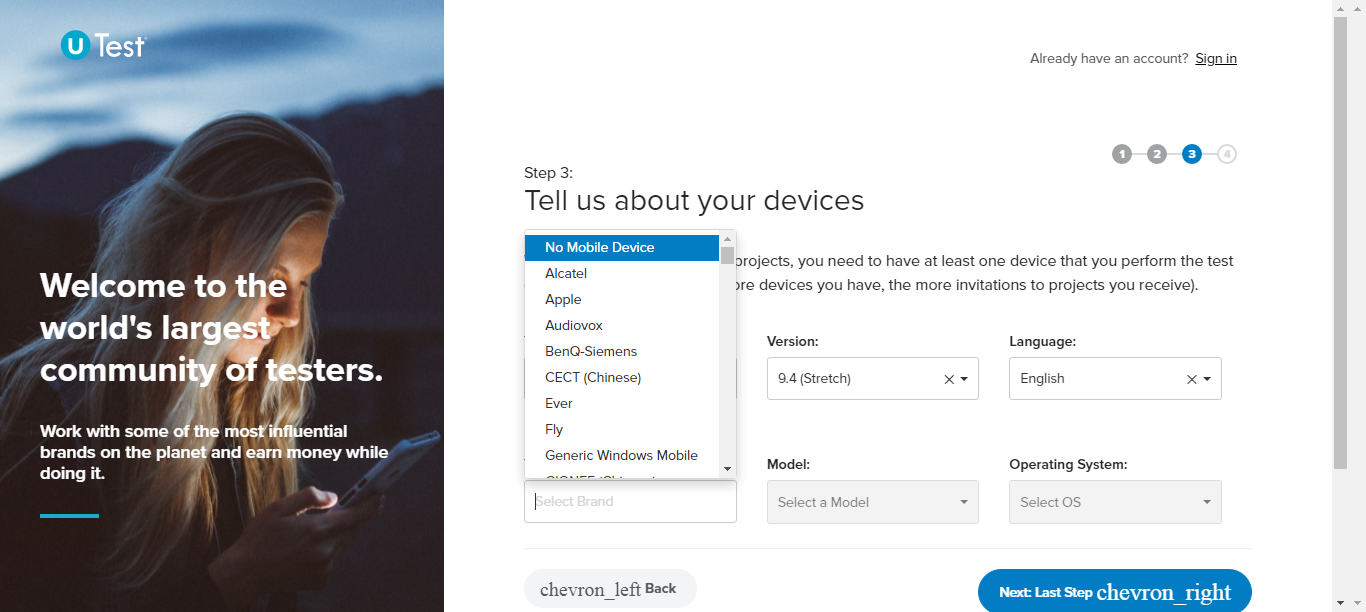 U Test
Already have an account? Sign in
1 2 3 4
Step 3:
Tell us about your devices
projects, you need to have at least one device that you perform the test
ore devices you have, the more invitations to projects you receive).
No Mobile Device
Alcatel
Apple
Audiovox
BenQ-Siemens
CECT (Chinese)
Ever
Fly
Generic Windows Mobile
Version:
Language:
9.4 (Stretch)
English
Select Brand
Model:
Operating System:
Select a Model
Select OS
chevron_left Back
Next: Last Step chevron_right
Welcome to the
world's largest
community of testers.
Work with some of the most influential
brands on the planet and earn money while
doing it.